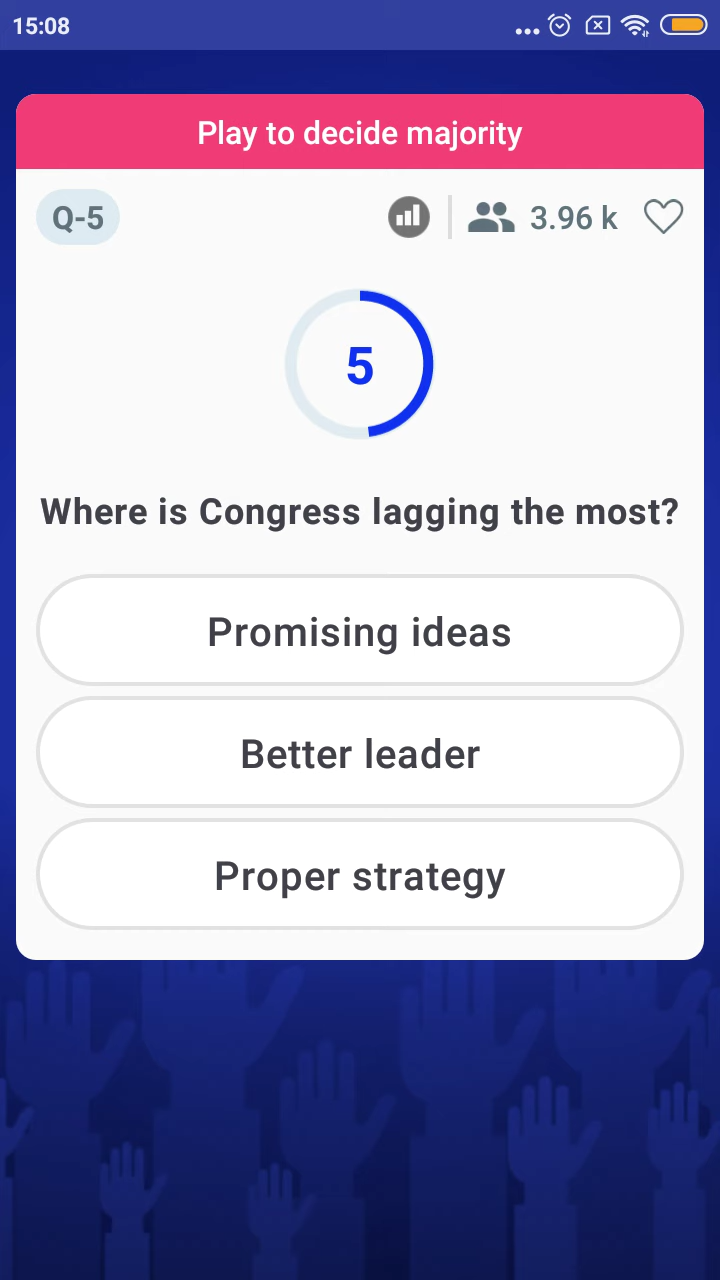 15:08
Play to decide majority
Q-5
3.96 k
5
Where is Congress lagging the most?
Promising ideas
Better leader
Proper strategy